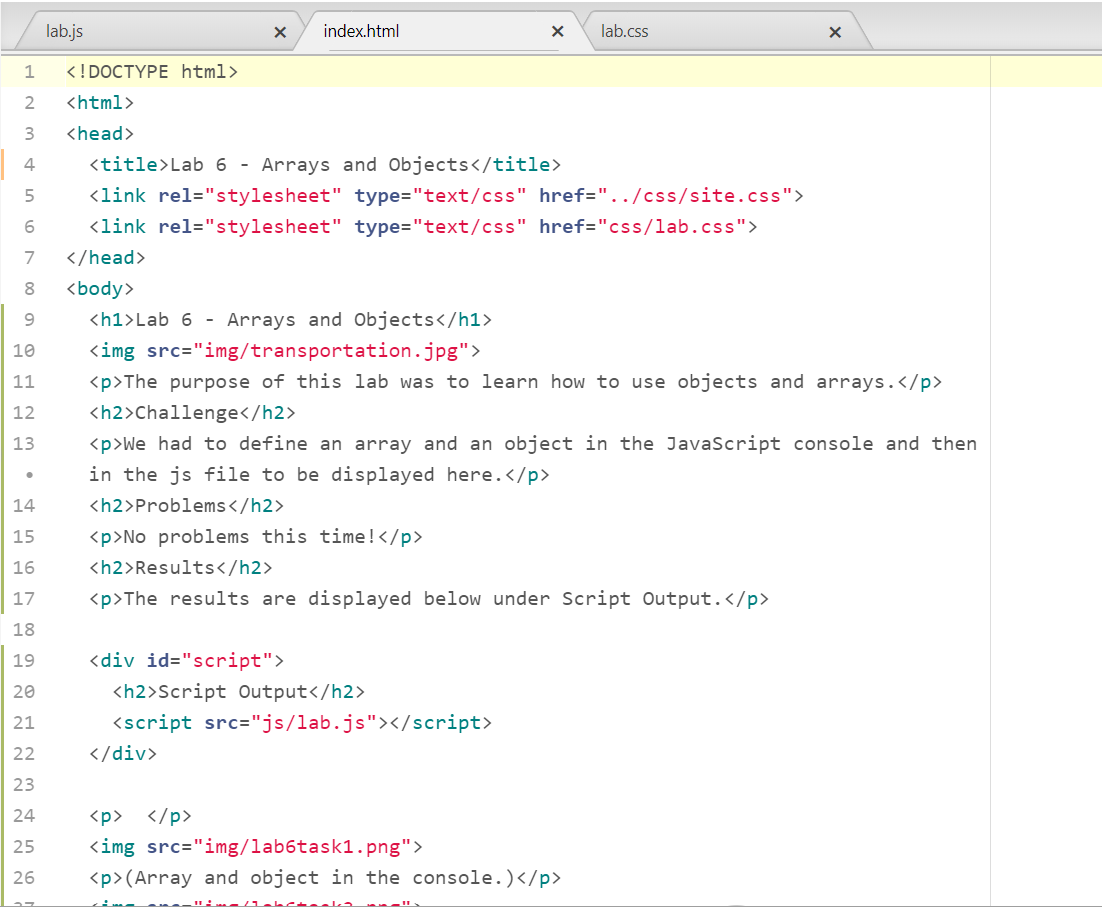 lab.js × index.html × lab.css ×
1 <!DOCTYPE html>
2 <html>
3 <head>
4 <title>Lab 6 - Arrays and Objects</title>
5 <link rel="stylesheet" type="text/css" href="../css/site.css">
6 <link rel="stylesheet" type="text/css" href="css/lab.css">
7 </head>
8 <body>
9 <h1>Lab 6 - Arrays and Objects</h1>
10 <img src="img/transportation.jpg">
11 <p>The purpose of this lab was to learn how to use objects and arrays.</p>
12 <h2>Challenge</h2>
13 <p>We had to define an array and an object in the JavaScript console and then
• in the js file to be displayed here.</p>
14 <h2>Problems</h2>
15 <p>No problems this time!</p>
16 <h2>Results</h2>
17 <p>The results are displayed below under Script Output.</p>
18
19 <div id="script">
20 <h2>Script Output</h2>
21 <script src="js/lab.js"></script>
22 </div>
23
24 <p>  </p>
25 <img src="img/lab6task1.png">
26 <p>(Array and object in the console.)</p>
27 <img src="img/lab6task2.png">